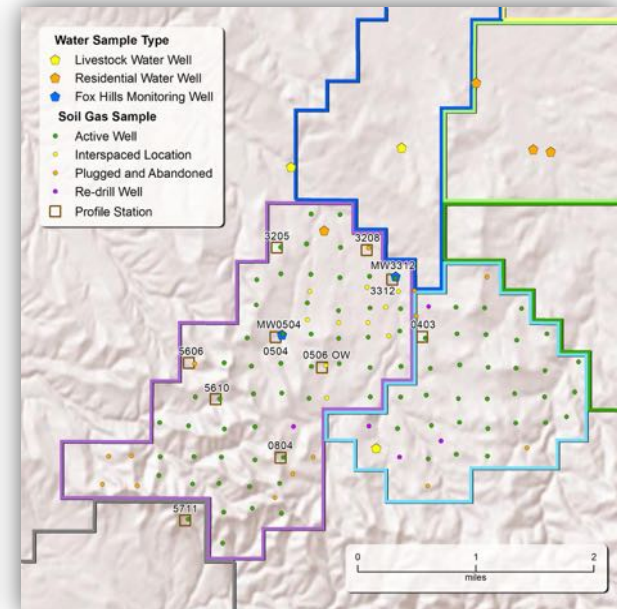 Water Sample Type
Livestock Water Well
Residential Water Well
Fox Hills Monitoring Well
Soil Gas Sample
Active Well
Interspaced Location
Plugged and Abandoned
Re-drill Well
Profile Station
3205
3208
MW3312
3312
MW0504
0403
0504
0506 OW
5606
5610
0804
5711
0 1 2
miles